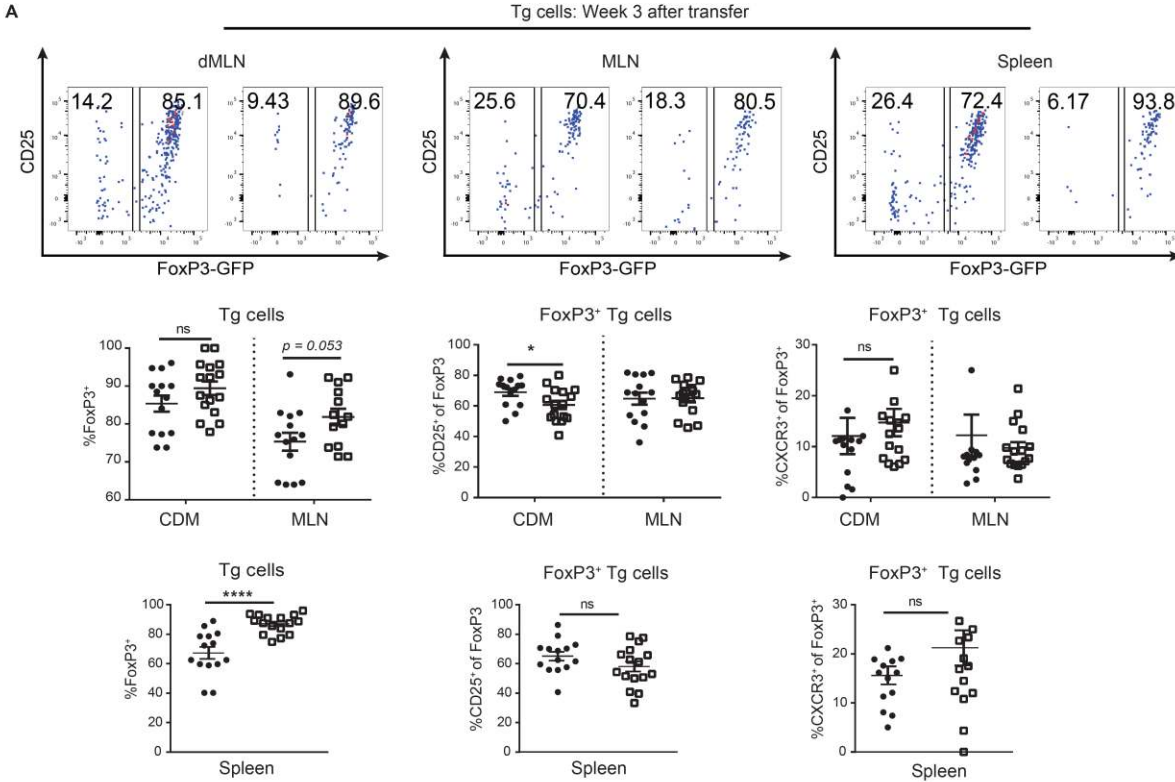 A
Tg cells: Week 3 after transfer
dMLN
MLN
Spleen
CD25
14.2 85.1
9.43 89.6
CD25
25.6 70.4
18.3 80.5
CD25
26.4 72.4
6.17 93.8
FoxP3-GFP
FoxP3-GFP
FoxP3-GFP
Tg cells
FoxP3⁺ Tg cells
FoxP3⁺ Tg cells
%FoxP3⁺
100
90
80
70
60
ns
p = 0.053
CDM MLN
%CD25⁺ of FoxP3
100
80
60
40
20
0
*
CDM MLN
%CXCR3⁺ of FoxP3⁺
30
20
10
0
ns
CDM MLN
Tg cells
FoxP3⁺ Tg cells
FoxP3⁺ Tg cells
%FoxP3⁺
100
80
60
40
20
0
****
Spleen
%CD25⁺ of FoxP3
100
80
60
40
20
0
ns
Spleen
%CXCR3⁺ of FoxP3⁺
30
20
10
0
ns
Spleen